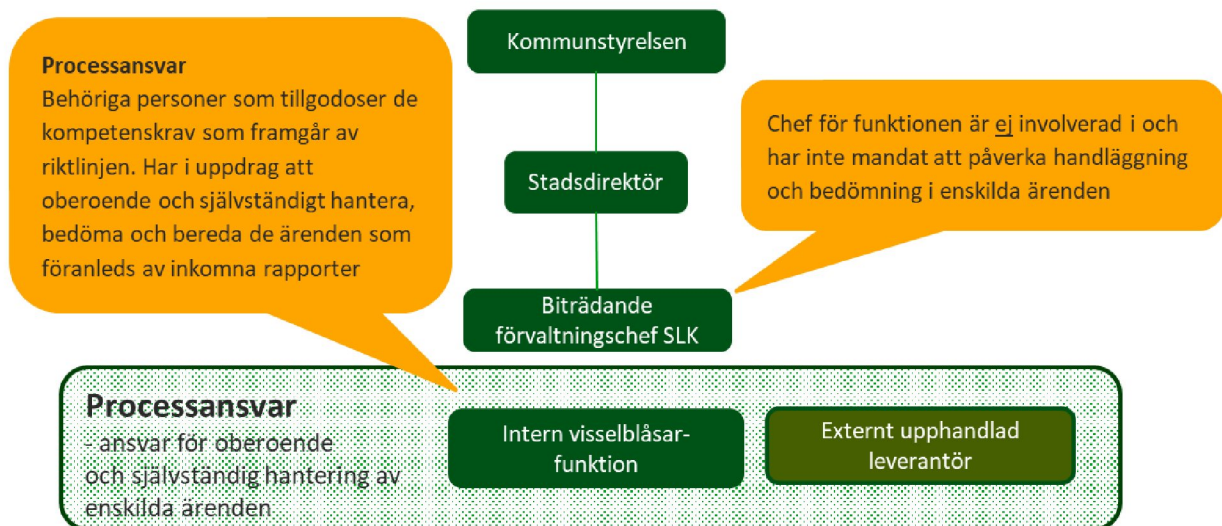 Processansvar
Behöriga personer som tillgodoser de
kompetenskrav som framgår av
riktlinjen. Har i uppdrag att
oberoende och självständigt hantera,
bedöma och bereda de ärenden som
föranleds av inkomna rapporter
Kommunstyrelsen
Stadsdirektör
Chef för funktionen är ej involverad i och
har inte mandat att påverka handläggning
och bedömning i enskilda ärenden
Biträdande
förvaltningschef SLK
Processansvar
- ansvar för oberoende
och självständig hantering av
enskilda ärenden
Intern visselblåsar-
funktion
Externt upphandlad
leverantör